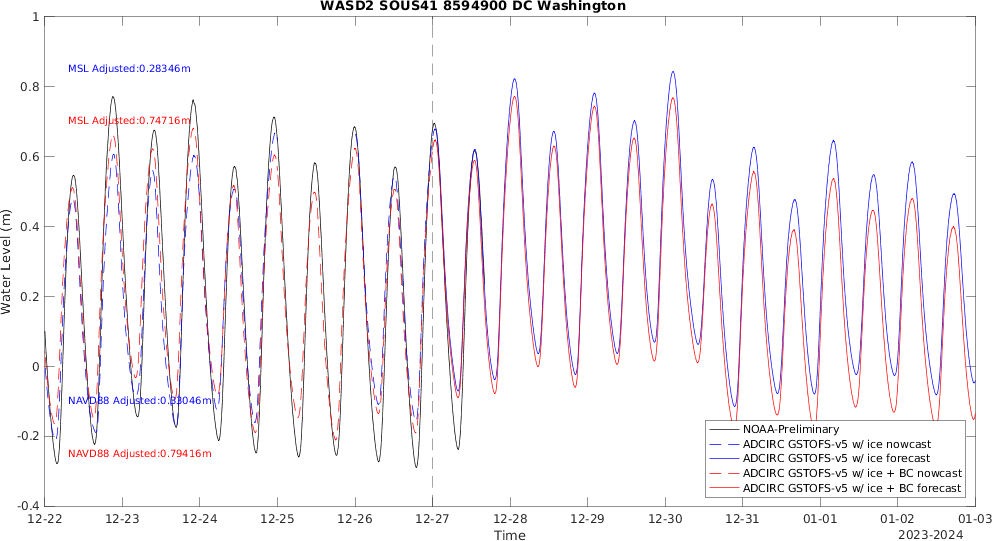 WASD2 SOUS41 8594900 DC Washington
1
0.8
0.6
0.4
0.2
0
-0.2
-0.4
Water Level (m)
MSL Adjusted:0.28346m
MSL Adjusted:0.74716m
NAVD88 Adjusted:0.33046m
NAVD88 Adjusted:0.79416m
NOAA-Preliminary
ADCIRC GSTOFS-v5 w/ ice nowcast
ADCIRC GSTOFS-v5 w/ ice forecast
ADCIRC GSTOFS-v5 w/ ice + BC nowcast
ADCIRC GSTOFS-v5 w/ ice + BC forecast
12-22 12-23 12-24 12-25 12-26 12-27 12-28 12-29 12-30 12-31 01-01 01-02 01-03
Time
2023-2024